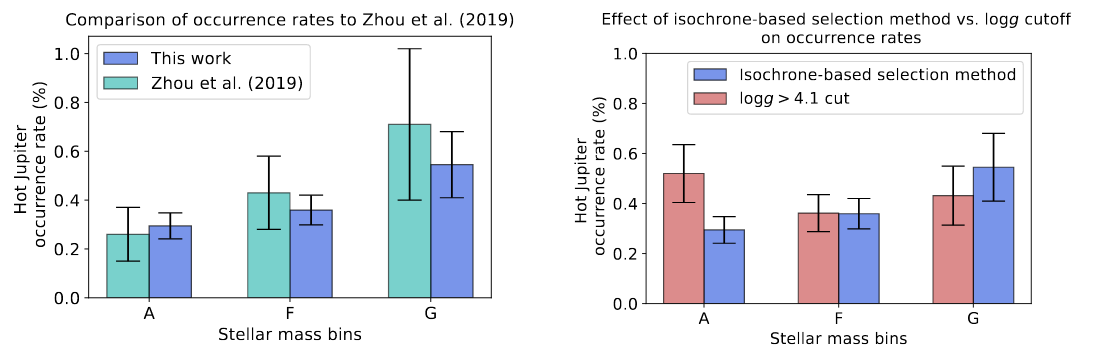 Comparison of occurrence rates to Zhou et al. (2019)
Hot Jupiter
occurrence rate (%)
1.0
0.8
0.6
0.4
0.2
0.0
This work
Zhou et al. (2019)
A
F
G
Stellar mass bins
Effect of isochrone-based selection method vs. logg cutoff
on occurrence rates
Hot Jupiter
occurrence rate (%)
1.0
0.8
0.6
0.4
0.2
0.0
Isochrone-based selection method
logg > 4.1 cut
A
F
G
Stellar mass bins